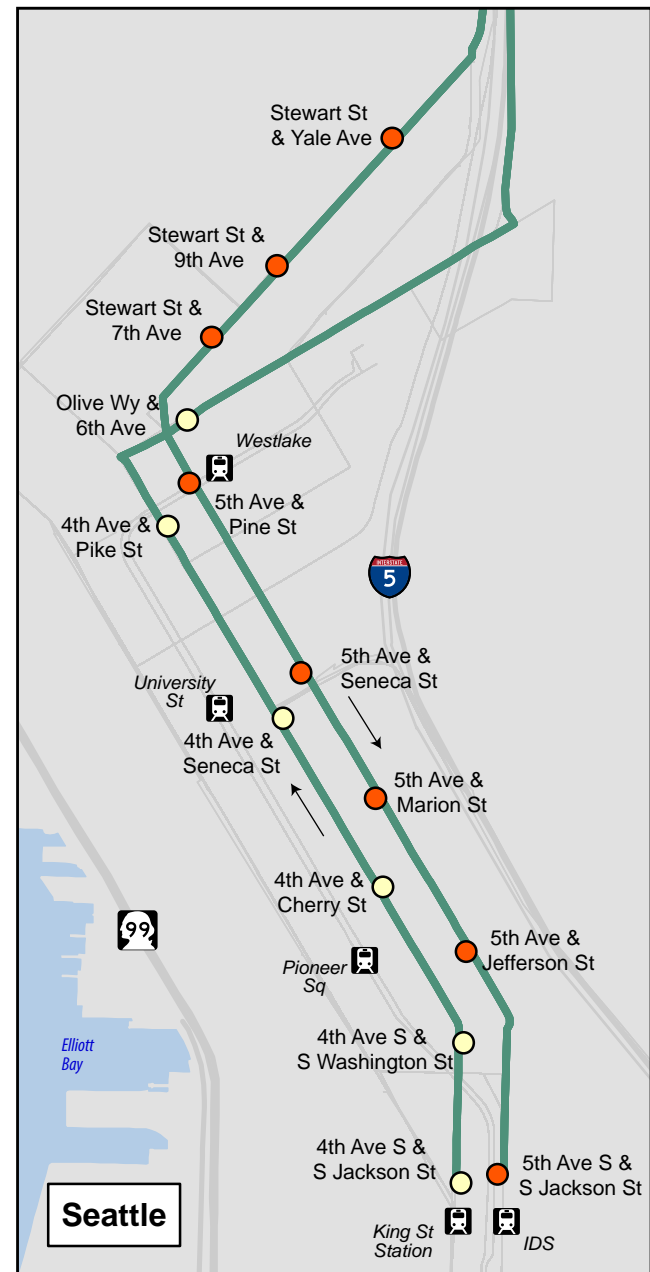 Stewart St
& Yale Ave
Stewart St &
9th Ave
Stewart St &
7th Ave
Olive Wy &
6th Ave
Westlake
5th Ave &
Pine St
4th Ave &
Pike St
INTERSTATE
5
5th Ave &
Seneca St
University
St
4th Ave &
Seneca St
5th Ave &
Marion St
4th Ave &
Cherry St
99
5th Ave &
Jefferson St
Pioneer
Sq
Elliott
Bay
4th Ave S &
S Washington St
4th Ave S &
S Jackson St
5th Ave S &
S Jackson St
Seattle
King St
Station
IDS